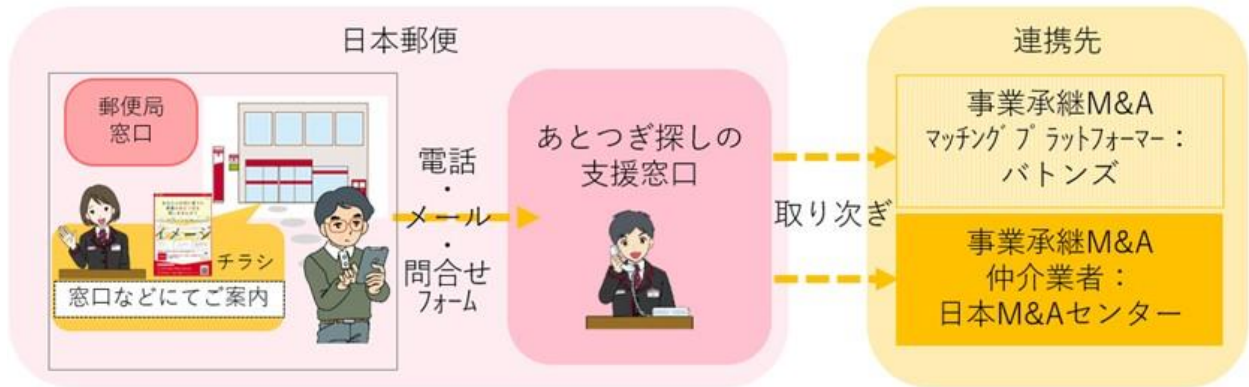 日本郵便
郵便局
窓口
イメージ
チラシ
窓口などにてご案内
電話
・
メール
・
問合せ
フォーム
あとつぎ探しの
支援窓口
取り次ぎ
連携先
事業承継M&A
ﾏｯﾁﾝｸﾞﾌﾟﾗｯﾄﾌｫｰﾏｰ：
バトンズ
事業承継M&A
仲介業者：
日本M&Aセンター